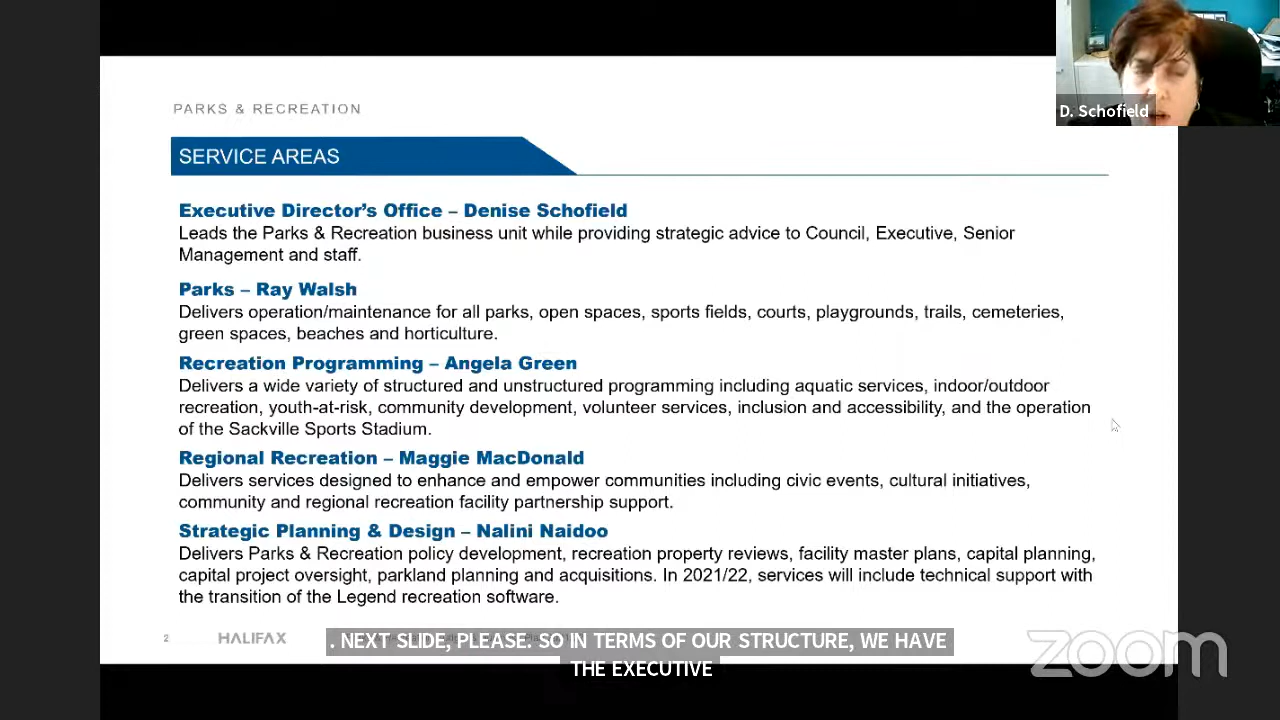 D. Schofield
PARKS & RECREATION
SERVICE AREAS
Executive Director's Office – Denise Schofield
Leads the Parks & Recreation business unit while providing strategic advice to Council, Executive, Senior
Management and staff.
Parks – Ray Walsh
Delivers operation/maintenance for all parks, open spaces, sports fields, courts, playgrounds, trails, cemeteries,
green spaces, beaches and horticulture.
Recreation Programming – Angela Green
Delivers a wide variety of structured and unstructured programming including aquatic services, indoor/outdoor
recreation, youth-at-risk, community development, volunteer services, inclusion and accessibility, and the operation
of the Sackville Sports Stadium.
Regional Recreation – Maggie MacDonald
Delivers services designed to enhance and empower communities including civic events, cultural initiatives,
community and regional recreation facility partnership support.
Strategic Planning & Design – Nalini Naidoo
Delivers Parks & Recreation policy development, recreation property reviews, facility master plans, capital planning,
capital project oversight, parkland planning and acquisitions. In 2021/22, services will include technical support with
the transition of the Legend recreation software.
2
HALIFAX
. NEXT SLIDE, PLEASE. SO IN TERMS OF OUR STRUCTURE, WE HAVE
THE EXECUTIVE
zoom